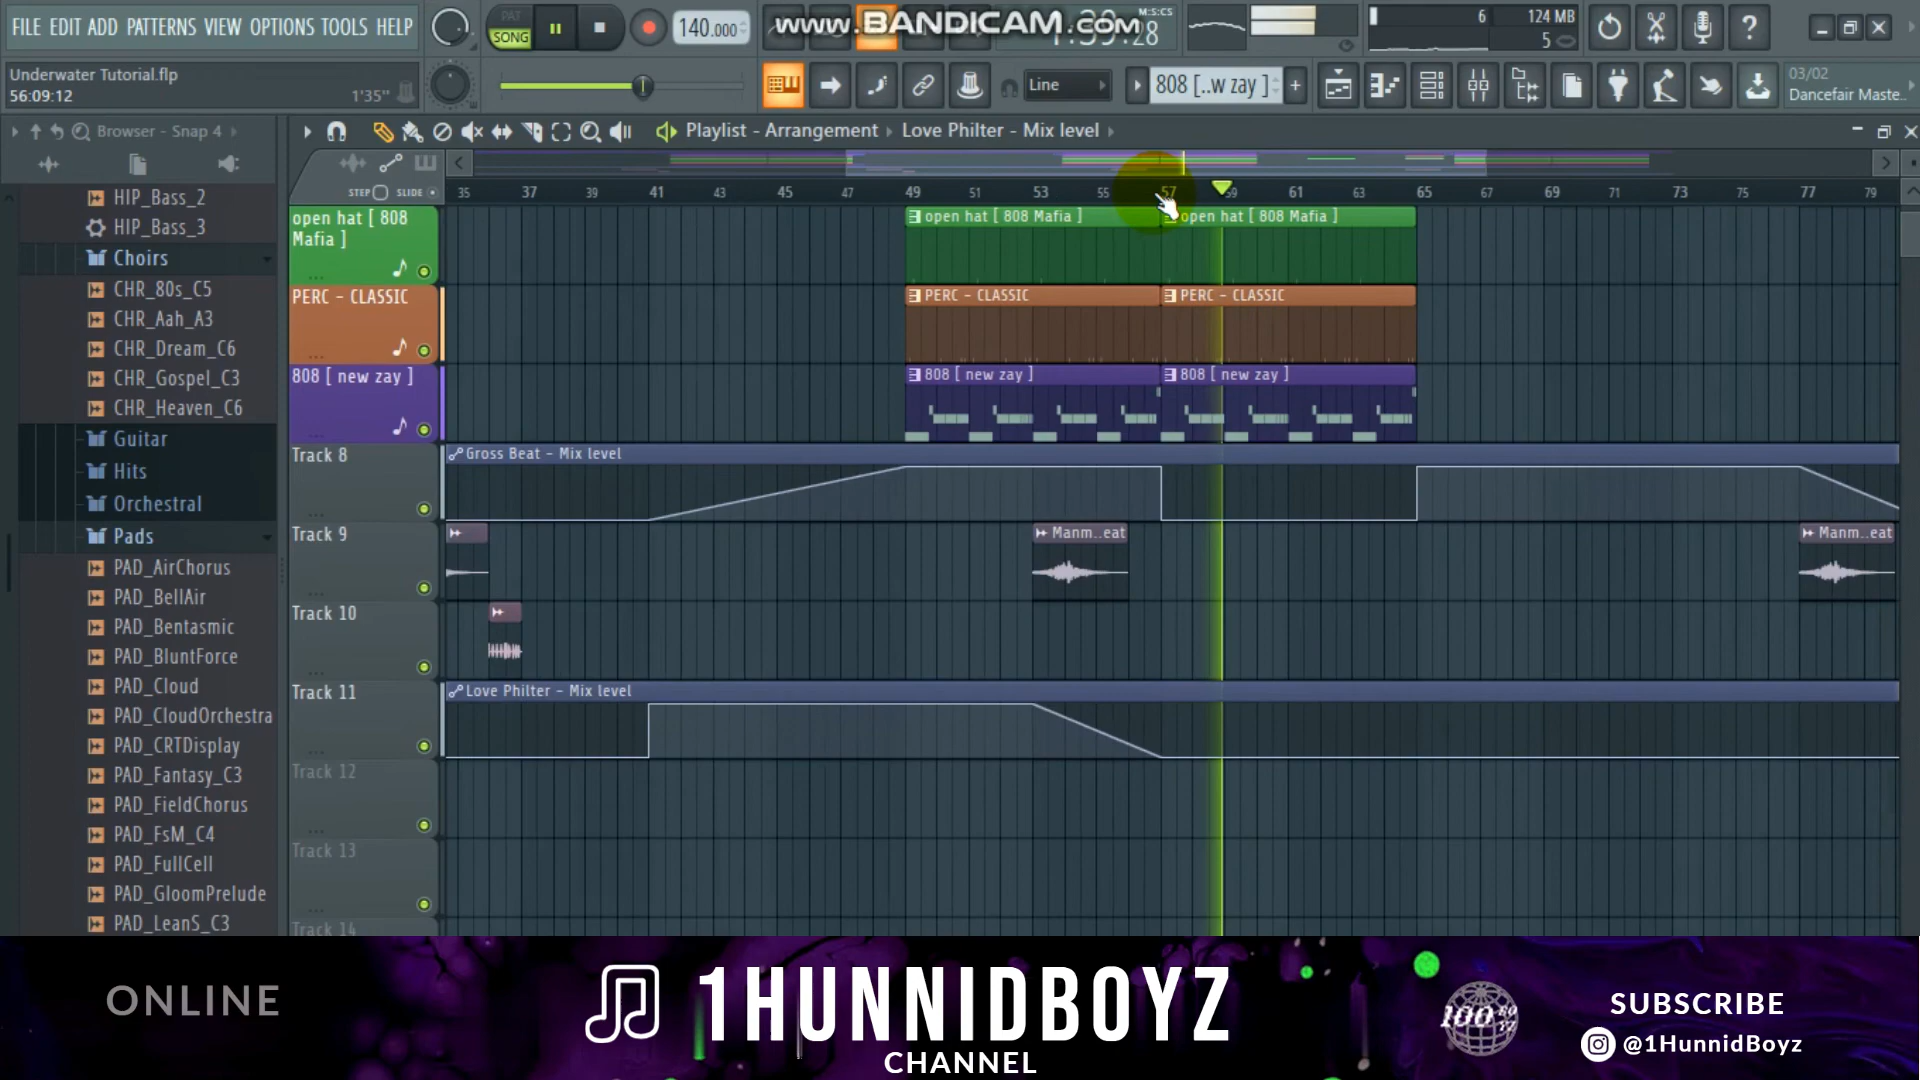 FILE EDIT ADD PATTERNS VIEW OPTIONS TOOLS HELP
PAT
SONG
140.000
www.BANDICAM.com
M:S:CS
28
6
124 MB
5
Underwater Tutorial.flp
56:09:12
1'35"
Line
808 [..w zay ]
03/02
Dancefair Maste..
Browser - Snap 4
Playlist - Arrangement
Love Philter - Mix level
STEP
SLIDE
35 37 39 41 43 45 47 49 51 53 55 57 59 61 63 65 67 69 71 73 75 77 79
HIP_Bass_2
HIP_Bass_3
Choirs
CHR_80s_C5
CHR_Aah_A3
CHR_Dream_C6
CHR_Gospel_C3
CHR_Heaven_C6
Guitar
Hits
Orchestral
Pads
PAD_AirChorus
PAD_BellAir
PAD_Bentasmic
PAD_BluntForce
PAD_Cloud
PAD_CloudOrchestra
PAD_CRTDisplay
PAD_Fantasy_C3
PAD_FieldChorus
PAD_FsM_C4
PAD_FullCell
PAD_GloomPrelude
PAD_LeanS_C3
open hat [ 808
Mafia ]
open hat [ 808 Mafia ]
open hat [ 808 Mafia ]
PERC - CLASSIC
PERC - CLASSIC
PERC - CLASSIC
808 [ new zay ]
808 [ new zay ]
808 [ new zay ]
Track 8
Gross Beat - Mix level
Track 9
Manm..eat
Manm..eat
Track 10
Track 11
Love Philter - Mix level
Track 12
Track 13
Track 14
ONLINE
1HUNNIDBOYZ
CHANNEL
100
SUBSCRIBE
@1HunnidBoyz